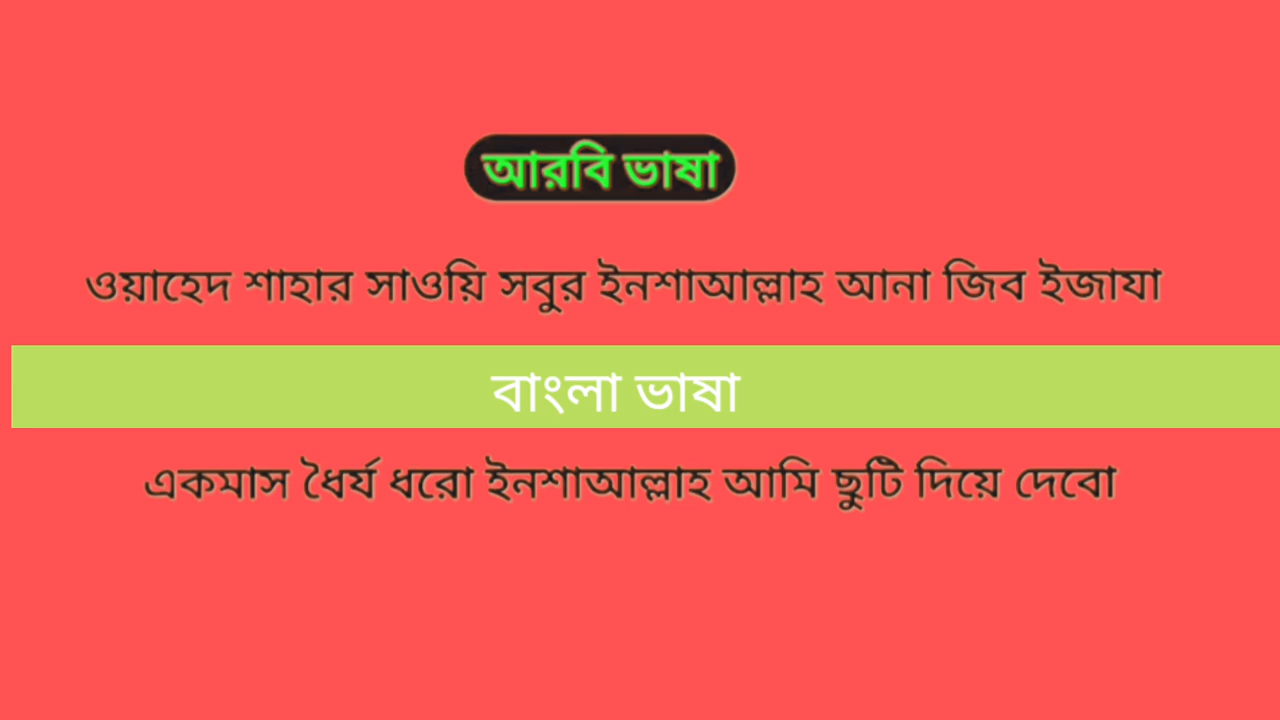 আরবি ভাষা
ওয়াহেদ শাহার সাওয়ি সবুর ইনশাআল্লাহ আনা জিব ইজাযা
বাংলা ভাষা
একমাস ধৈর্য ধরো ইনশাআল্লাহ আমি ছুটি দিয়ে দেবো